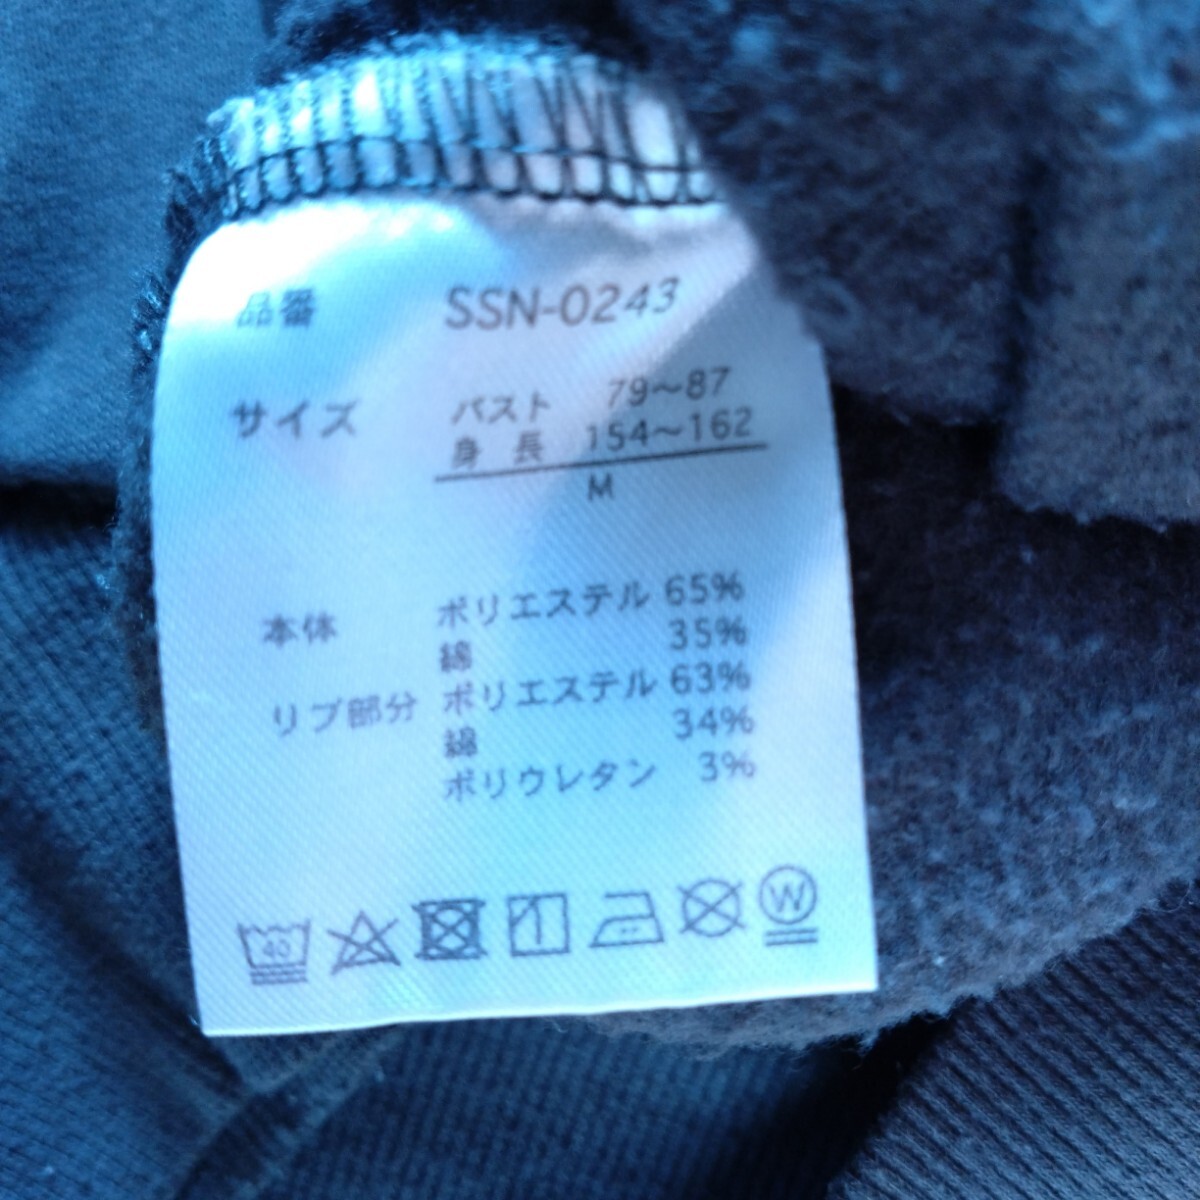 品番 SSN-0243
サイズ バスト 79～87
身長 154～162
M
本体 ポリエステル 65%
綿 35%
リブ部分 ポリエステル 63%
綿 34%
ポリウレタン 3%
40 W